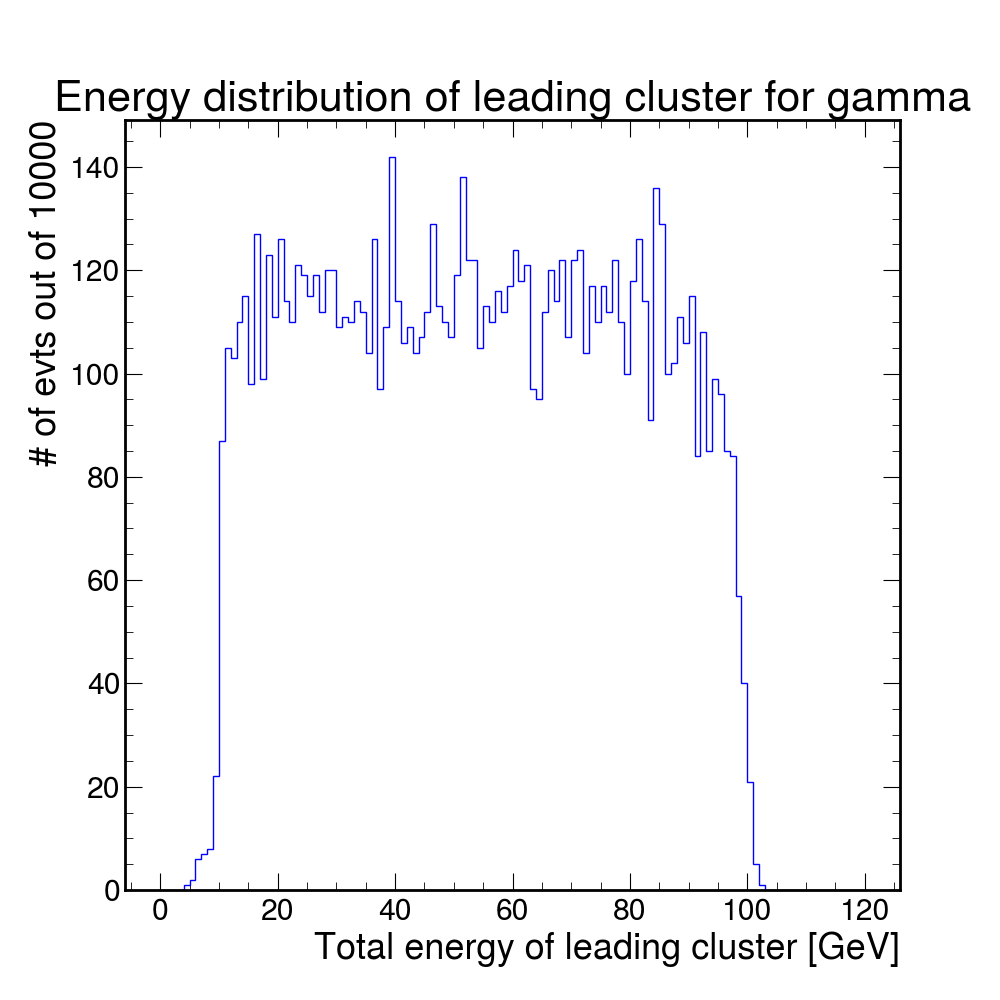 Energy distribution of leading cluster for gamma
# of evts out of 10000
140
120
100
80
60
40
20
0
0 20 40 60 80 100 120
Total energy of leading cluster [GeV]